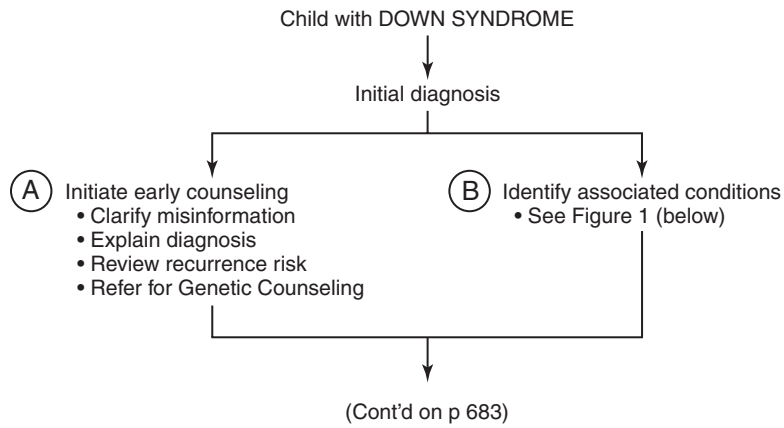 Child with DOWN SYNDROME
Initial diagnosis
A
Initiate early counseling
• Clarify misinformation
• Explain diagnosis
• Review recurrence risk
• Refer for Genetic Counseling
B
Identify associated conditions
• See Figure 1 (below)
(Cont'd on p 683)